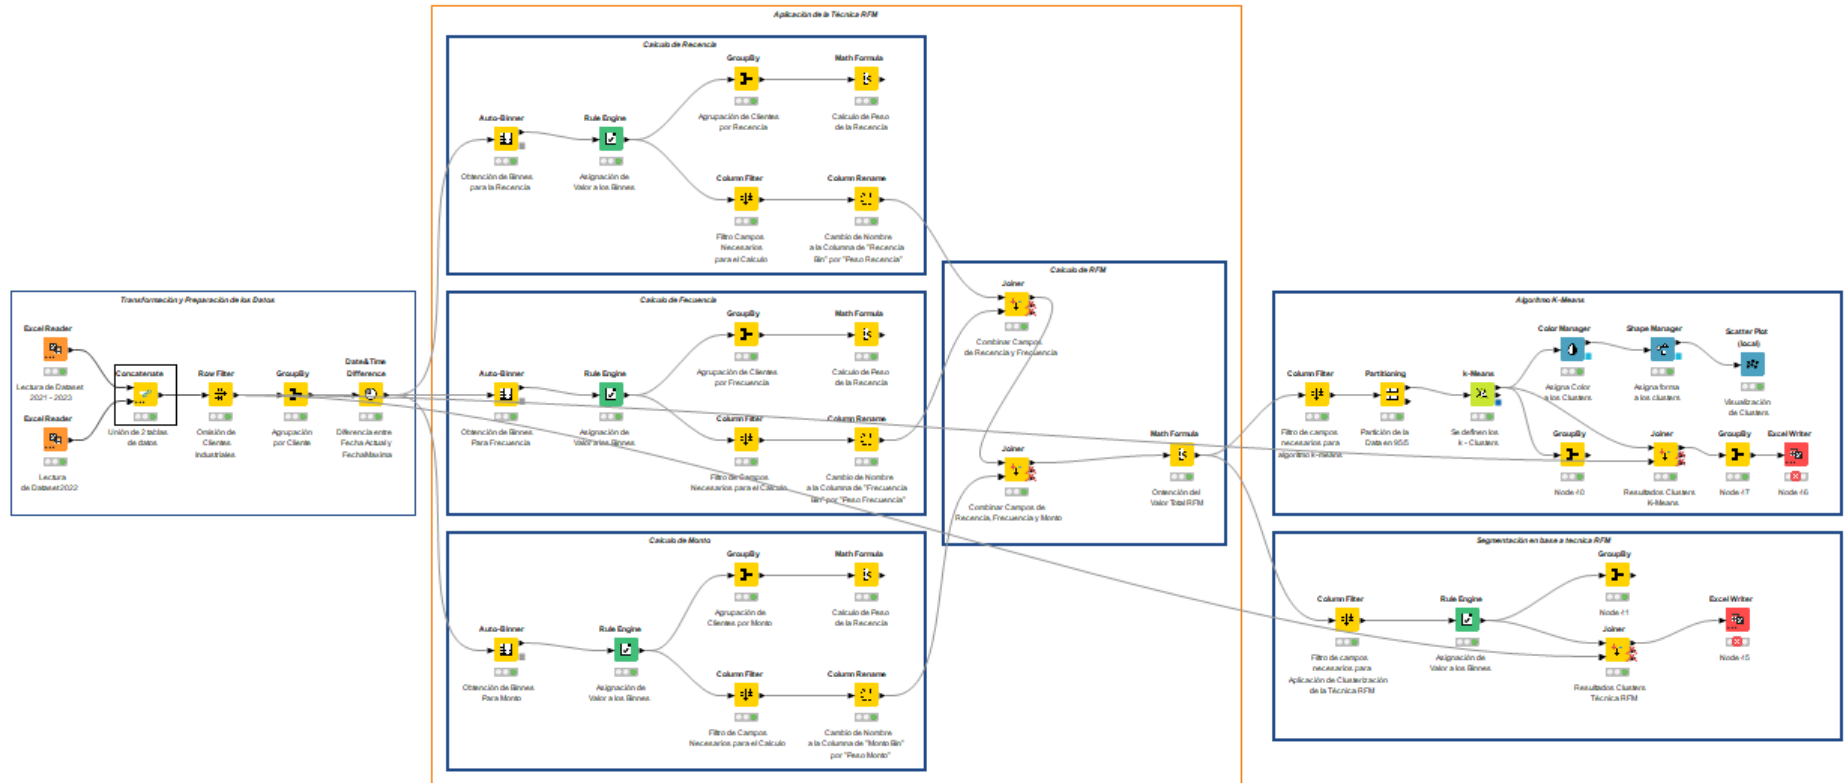 Aplicación de la Técnica RFM
Calculo de Recencia
GroupBy
Math Formula
Agrupación de Clientes
por Recencia
Calculo de Peso
de la Recencia
Auto-Binner
Rule Engine
Obtención de Binnes
para la Recencia
Asignación de
Valor a los Binnes
Column Filter
Column Rename
Filtro Campos
Necesarios
para el Calculo
Cambio de Nombre
a la Columna de "Recencia
Bin" por "Peso Recencia"
Transformación y Preparación de los Datos
Excel Reader
Lectura de Dataset
2021 - 2023
Excel Reader
Lectura
de Dataset 2022
Concatenate
Unión de 2 tablas
de datos
Row Filter
Omisión de
Clientes
Industriales
GroupBy
Agrupación
por Cliente
Date&Time
Difference
Diferencia entre
Fecha Actual y
Fecha Maxima
Calculo de Fecuencia
GroupBy
Math Formula
Agrupación de Clientes
por Frecuencia
Calculo de Peso
de la Recencia
Auto-Binner
Rule Engine
Obtención de Binnes
Para Frecuencia
Asignación de
Valor a los Binnes
Column Filter
Column Rename
Filtro de Campos
Necesarios para el Calculo
Cambio de Nombre
a la Columna de "Frecuencia
Bin" por "Peso Frecuencia"
Calculo de Monto
GroupBy
Math Formula
Agrupación de
Clientes por Monto
Calculo de Peso
de la Recencia
Auto-Binner
Rule Engine
Obtención de Binnes
Para Monto
Asignación de
Valor a los Binnes
Column Filter
Column Rename
Filtro de Campos
Necesarios para el Calculo
Cambio de Nombre
a la Columna de "Monto Bin"
por "Peso Monto"
Calculo de RFM
Joiner
Combinar Campos
de Recencia y Frecuencia
Joiner
Combinar Campos de
Recencia, Frecuencia y Monto
Math Formula
Ontención del
Valor Total RFM
Algoritmo K-Means
Column Filter
Filtro de campos
necesarios para
algoritmo k-means
Partitioning
Partición de la
Data en 95/5
k-Means
Se definen los
k - Clusters
Color Manager
Asigna Color
a los Clusters
Shape Manager
Asigna forma
a los clusters
Scatter Plot
(local)
Visualización
de Clusters
GroupBy
Node 40
Joiner
Resultados Clusters
K-Means
GroupBy
Node 47
Excel Writer
Node 46
Segmentación en base a tecnica RFM
GroupBy
Node 41
Column Filter
Filtro de campos
necesarios para
Aplicación de Clusterización
de la Técnica RFM
Rule Engine
Asignación de
Valor a los Binnes
Joiner
Resultados Clusters
Técnica RFM
Excel Writer
Node 45